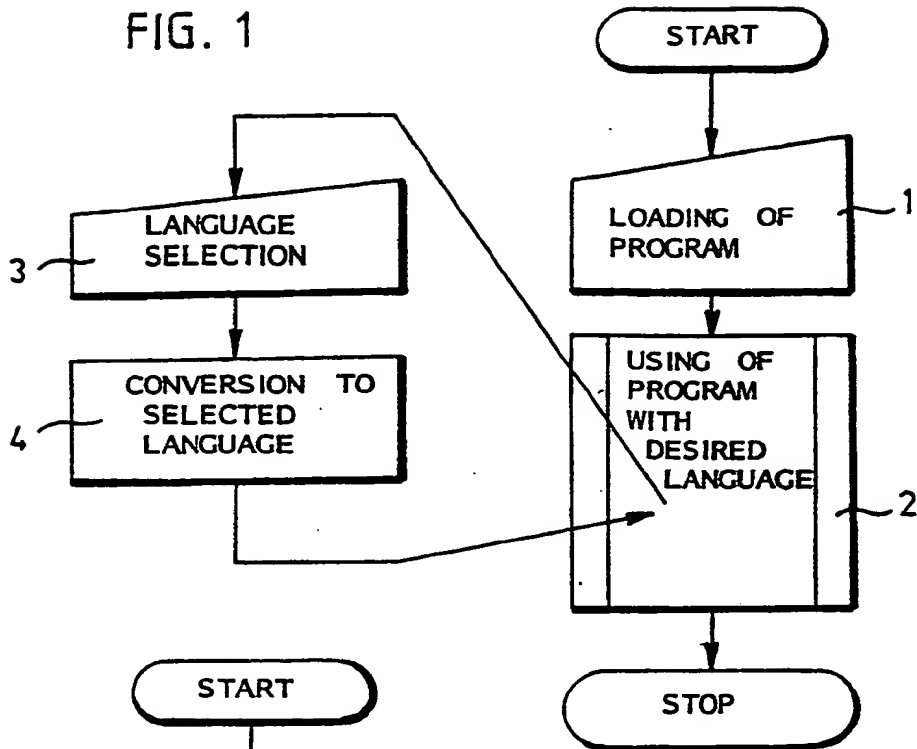 FIG. 1
START
LOADING OF
PROGRAM
1
USING OF
PROGRAM
WITH
DESIRED
LANGUAGE
2
STOP
LANGUAGE
SELECTION
3
CONVERSION TO
SELECTED
LANGUAGE
4
START